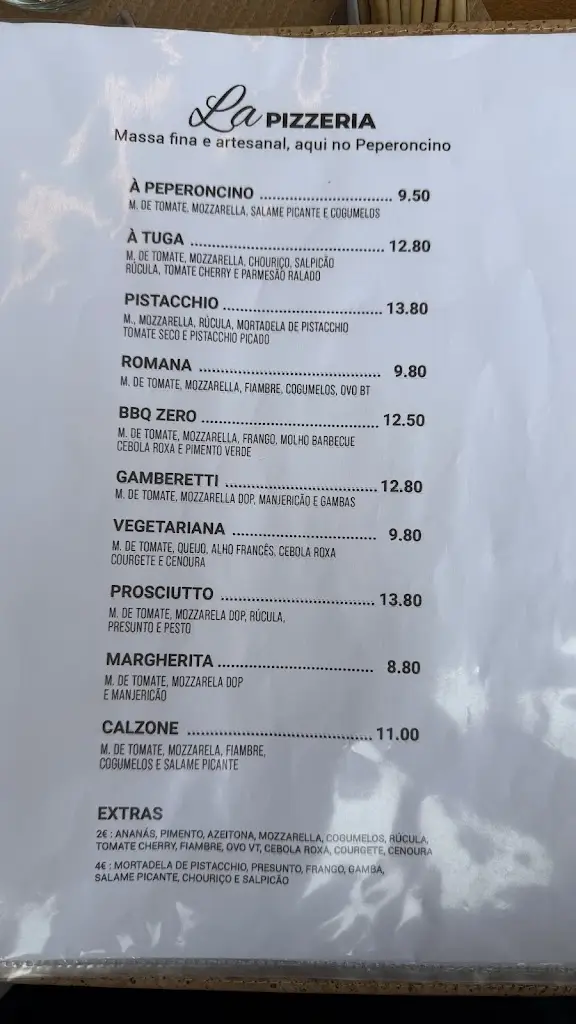 La PIZZERIA
Massa fina e artesanal, aqui no Peperoncino
À PEPERONCINO ........................................ 9.50
M. DE TOMATE, MOZZARELLA, SALAME PICANTE E COGUMELOS
À TUGA ........................................ 12.80
M. DE TOMATE, MOZZARELLA, CHOURIÇO, SALPICÃO
RÚCULA, TOMATE CHERRY E PARMESÃO RALADO
PISTACCHIO ........................................ 13.80
M., MOZZARELLA, RÚCULA, MORTADELA DE PISTACCHIO
TOMATE SECO E PISTACCHIO PICADO
ROMANA ........................................ 9.80
M. DE TOMATE, MOZZARELLA, FIAMBRE, COGUMELOS, OVO BT
BBQ ZERO ........................................ 12.50
M. DE TOMATE, MOZZARELLA, FRANGO, MOLHO BARBECUE
CEBOLA ROXA E PIMENTO VERDE
GAMBERETTI ........................................ 12.80
M. DE TOMATE, MOZZARELLA DOP, MANJERICÃO E GAMBAS
VEGETARIANA ........................................ 9.80
M. DE TOMATE, QUEIJO, ALHO FRANCÊS, CEBOLA ROXA
COURGETE E CENOURA
PROSCIUTTO ........................................ 13.80
M. DE TOMATE, MOZZARELA DOP, RÚCULA,
PRESUNTO E PESTO
MARGHERITA ........................................ 8.80
M. DE TOMATE, MOZZARELA DOP
E MANJERICÃO
CALZONE ........................................ 11.00
M. DE TOMATE, MOZZARELA, FIAMBRE,
COGUMELOS E SALAME PICANTE
EXTRAS
2€ : ANANÁS, PIMENTO, AZEITONA, MOZZARELLA, COGUMELOS, RÚCULA,
TOMATE CHERRY, FIAMBRE, OVO VT, CEBOLA ROXA, COURGETE, CENOURA
4€ : MORTADELA DE PISTACCHIO, PRESUNTO, FRANGO, GAMBA,
SALAME PICANTE, CHOURIÇO E SALPICÃO